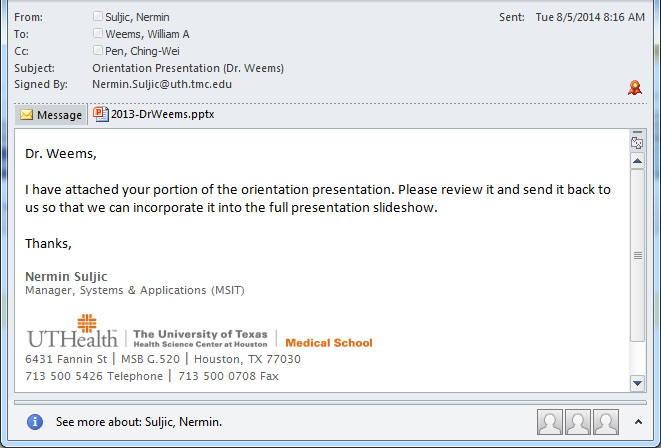 From: Suljic, Nermin Sent: Tue 8/5/2014 8:16 AM
To: Weems, William A
Cc: Pen, Ching-Wei
Subject: Orientation Presentation (Dr. Weems)
Signed By: Nermin.Suljic@uth.tmc.edu
Message 2013-DrWeems.pptx
Dr. Weems,
I have attached your portion of the orientation presentation. Please review it and send it back to
us so that we can incorporate it into the full presentation slideshow.
Thanks,
Nermin Suljic
Manager, Systems & Applications (MSIT)
UTHealth | The University of Texas
Health Science Center at Houston | Medical School
6431 Fannin St | MSB G.520 | Houston, TX 77030
713 500 5426 Telephone | 713 500 0708 Fax
See more about: Suljic, Nermin.